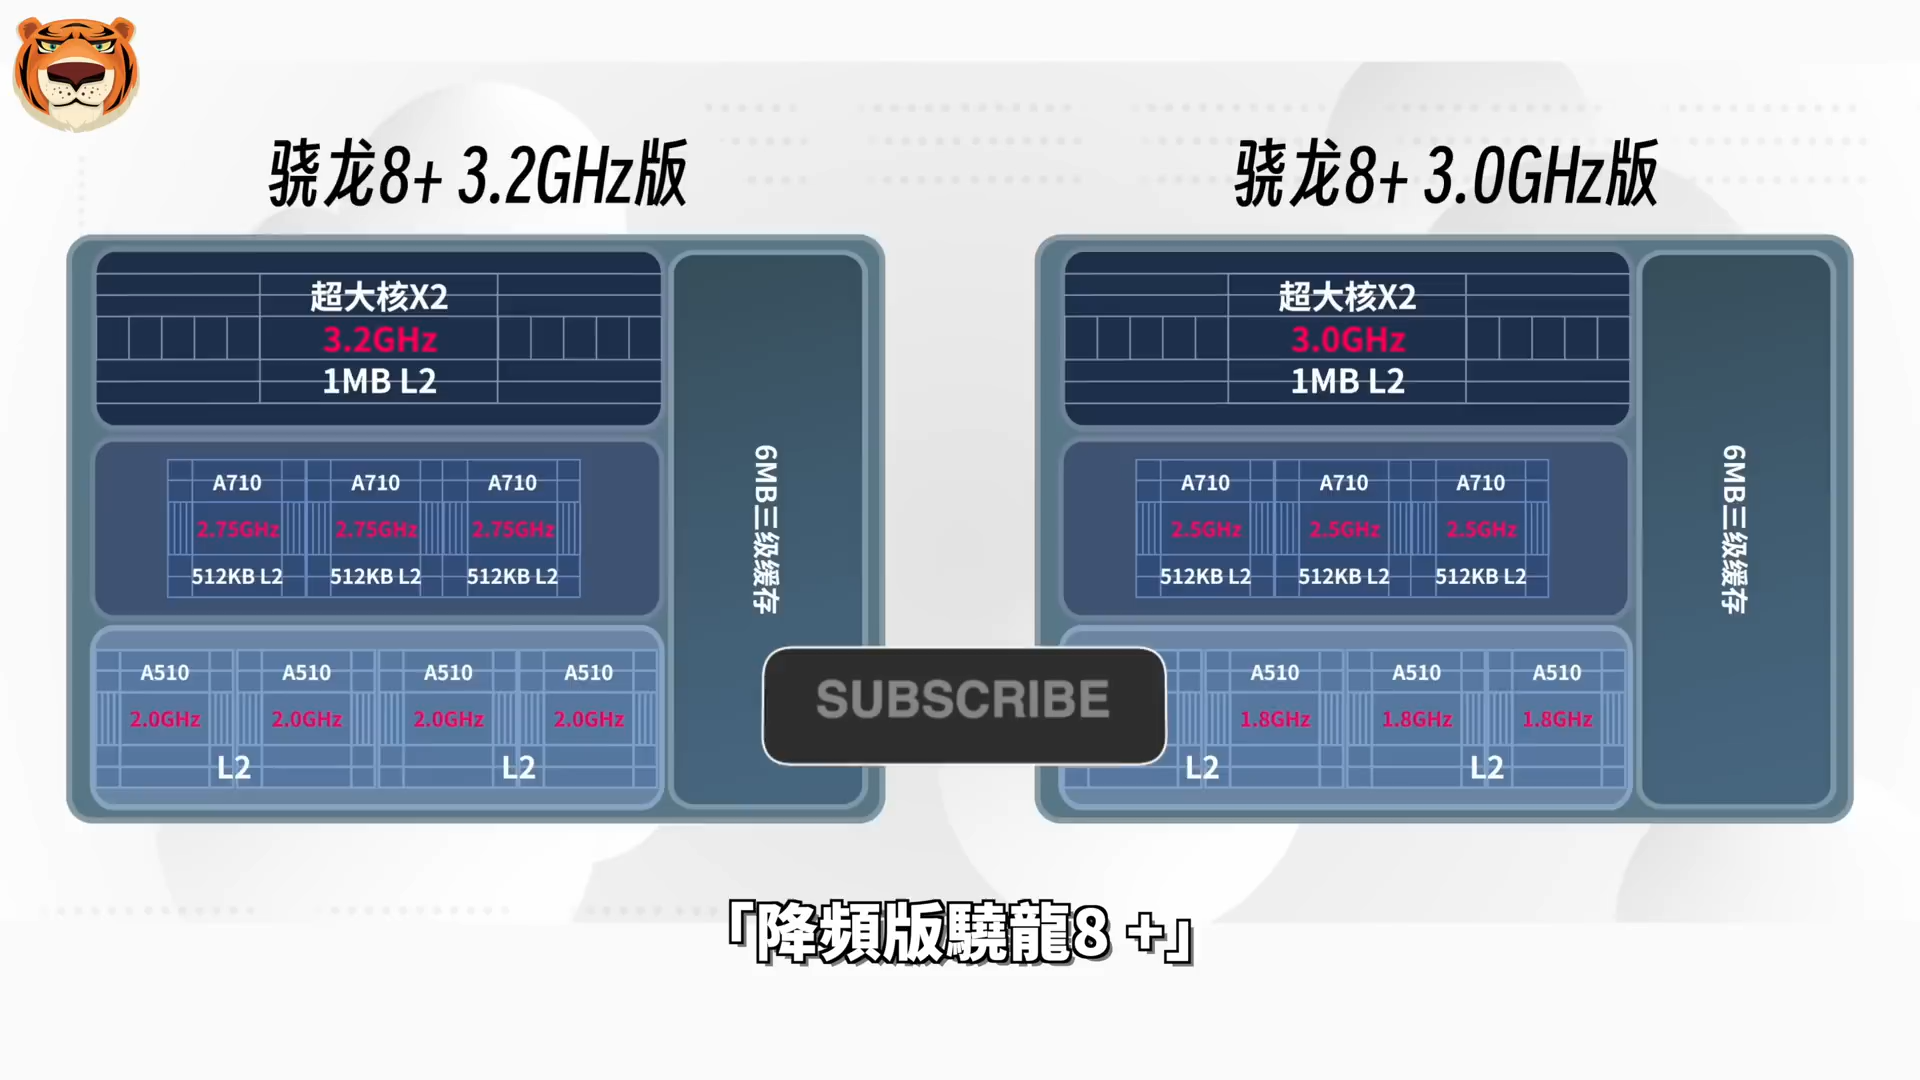 骁龙8+ 3.2GHz版
超大核X2
3.2GHz
1MB L2
A710 A710 A710
2.75GHz 2.75GHz 2.75GHz
512KB L2 512KB L2 512KB L2
A510 A510 A510 A510
2.0GHz 2.0GHz 2.0GHz 2.0GHz
L2 L2
6MB三级缓存
骁龙8+ 3.0GHz版
超大核X2
3.0GHz
1MB L2
A710 A710 A710
2.5GHz 2.5GHz 2.5GHz
512KB L2 512KB L2 512KB L2
A510 A510 A510
1.8GHz 1.8GHz 1.8GHz
L2 L2
6MB三级缓存
SUBSCRIBE
「降頻版驍龍8 +」